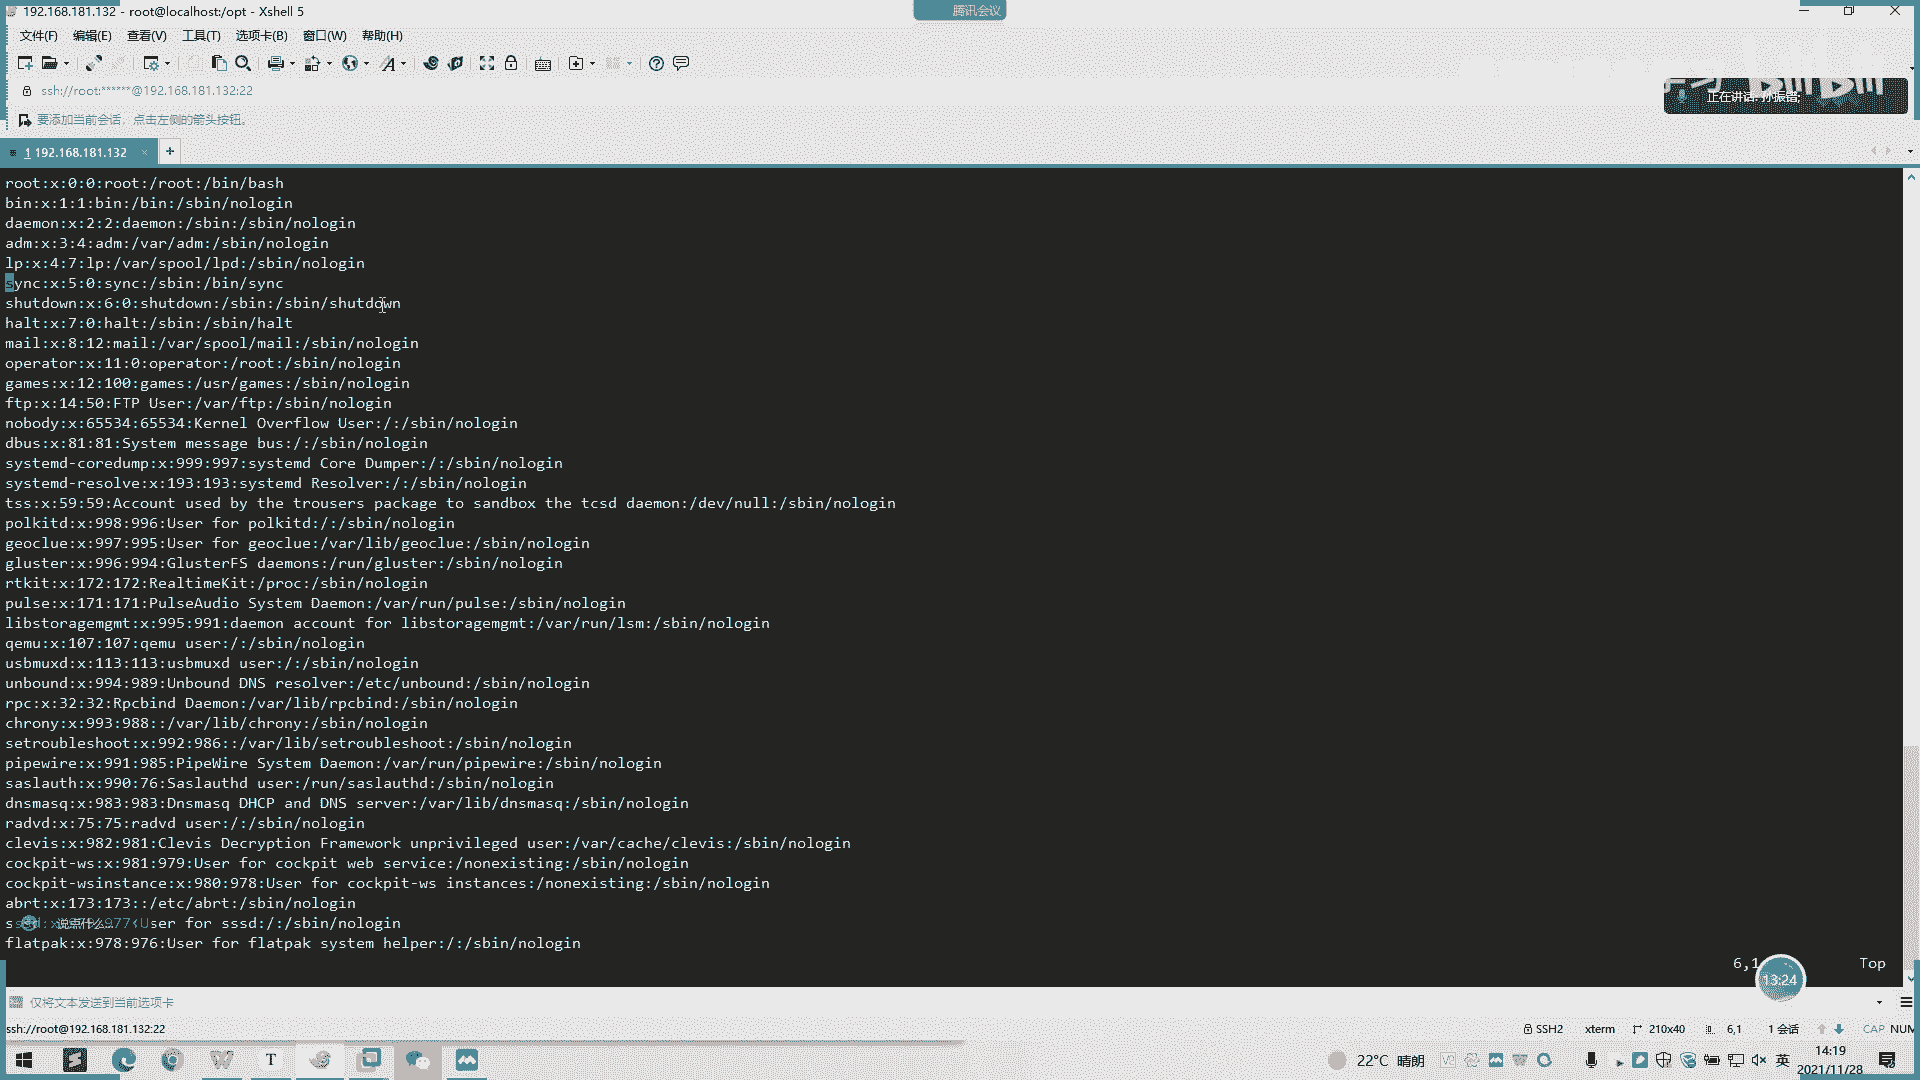 192.168.181.132 - root@localhost:/opt - Xshell 5
腾讯会议
文件(F) 编辑(E) 查看(V) 工具(T) 选项卡(B) 窗口(W) 帮助(H)
ssh://root:******@192.168.181.132:22
正在讲话:
要添加当前会话，点击左侧的箭头按钮。
1 192.168.181.132
root:x:0:0:root:/root:/bin/bash
bin:x:1:1:bin:/bin:/sbin/nologin
daemon:x:2:2:daemon:/sbin:/sbin/nologin
adm:x:3:4:adm:/var/adm:/sbin/nologin
lp:x:4:7:lp:/var/spool/lpd:/sbin/nologin
sync:x:5:0:sync:/sbin:/bin/sync
shutdown:x:6:0:shutdown:/sbin:/sbin/shutdown
halt:x:7:0:halt:/sbin:/sbin/halt
mail:x:8:12:mail:/var/spool/mail:/sbin/nologin
operator:x:11:0:operator:/root:/sbin/nologin
games:x:12:100:games:/usr/games:/sbin/nologin
ftp:x:14:50:FTP User:/var/ftp:/sbin/nologin
nobody:x:65534:65534:Kernel Overflow User:/:/sbin/nologin
dbus:x:81:81:System message bus:/:/sbin/nologin
systemd-coredump:x:999:997:systemd Core Dumper:/:/sbin/nologin
systemd-resolve:x:193:193:systemd Resolver:/:/sbin/nologin
tss:x:59:59:Account used by the trousers package to sandbox the tcsd daemon:/dev/null:/sbin/nologin
polkitd:x:998:996:User for polkitd:/:/sbin/nologin
geoclue:x:997:995:User for geoclue:/var/lib/geoclue:/sbin/nologin
gluster:x:996:994:GlusterFS daemons:/run/gluster:/sbin/nologin
rtkit:x:172:172:RealtimeKit:/proc:/sbin/nologin
pulse:x:171:171:PulseAudio System Daemon:/var/run/pulse:/sbin/nologin
libstoragemgmt:x:995:991:daemon account for libstoragemgmt:/var/run/lsm:/sbin/nologin
qemu:x:107:107:qemu user:/:/sbin/nologin
usbmuxd:x:113:113:usbmuxd user:/:/sbin/nologin
unbound:x:994:989:Unbound DNS resolver:/etc/unbound:/sbin/nologin
rpc:x:32:32:Rpcbind Daemon:/var/lib/rpcbind:/sbin/nologin
chrony:x:993:988::/var/lib/chrony:/sbin/nologin
setroubleshoot:x:992:986::/var/lib/setroubleshoot:/sbin/nologin
pipewire:x:991:985:PipeWire System Daemon:/var/run/pipewire:/sbin/nologin
saslauth:x:990:76:Saslauthd user:/run/saslauthd:/sbin/nologin
dnsmasq:x:983:983:Dnsmasq DHCP and DNS server:/var/lib/dnsmasq:/sbin/nologin
radvd:x:75:75:radvd user:/:/sbin/nologin
clevis:x:982:981:Clevis Decryption Framework unprivileged user:/var/cache/clevis:/sbin/nologin
cockpit-ws:x:981:979:User for cockpit web service:/nonexisting:/sbin/nologin
cockpit-wsinstance:x:980:978:User for cockpit-ws instances:/nonexisting:/sbin/nologin
abrt:x:173:173::/etc/abrt:/sbin/nologin
说点什么... User for sssd:/:/sbin/nologin
flatpak:x:978:976:User for flatpak system helper:/:/sbin/nologin
6,1 Top
13:24
仅将文本发送到当前选项卡
ssh://root@192.168.181.132:22 SSH2 xterm 210x40 6,1 1 会话 CAP NUM
22°C 晴朗 英 14:19
2021/11/28